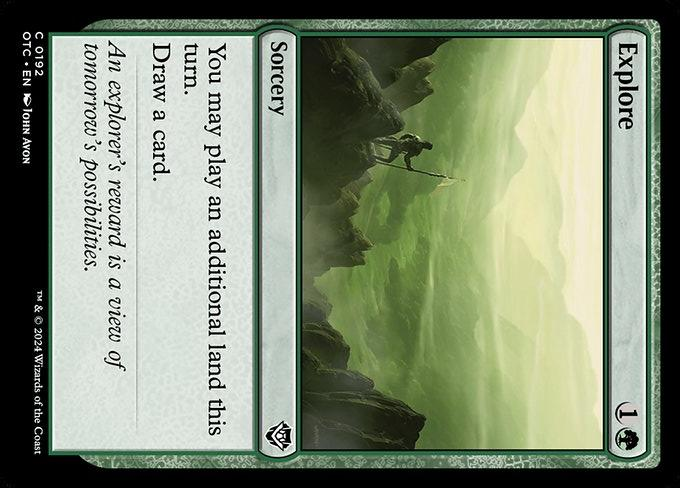 Explore
1
Sorcery
You may play an additional land this
turn.
Draw a card.
An explorer's reward is a view of
tomorrow's possibilities.
C 0192
OTC • EN John Avon
™ & © 2024 Wizards of the Coast